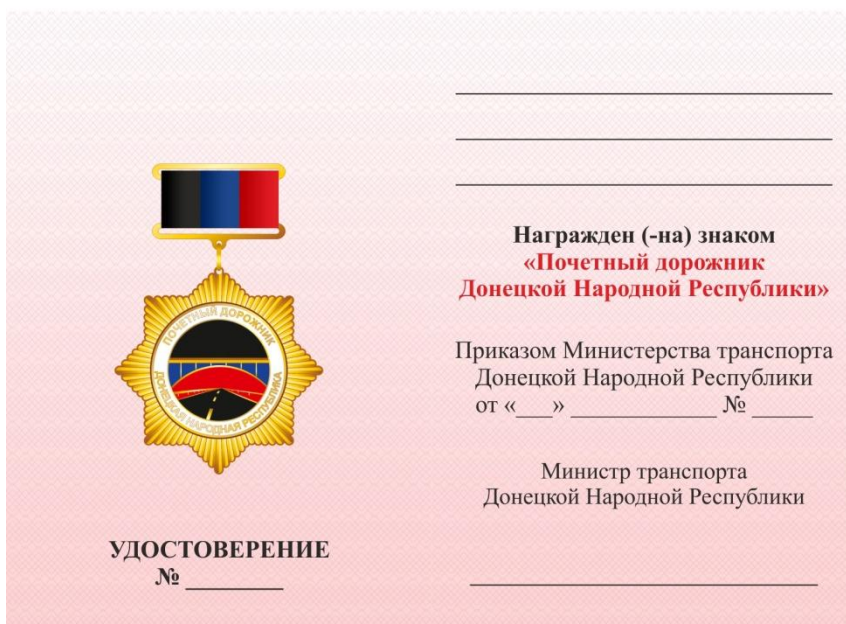 ПОЧЕТНЫЙ ДОРОЖНИК
ДОНЕЦКАЯ НАРОДНАЯ РЕСПУБЛИКА
УДОСТОВЕРЕНИЕ
№ ________
Награжден (-на) знаком
«Почетный дорожник
Донецкой Народной Республики»
Приказом Министерства транспорта
Донецкой Народной Республики
от «___» ____________ № _____
Министр транспорта
Донецкой Народной Республики